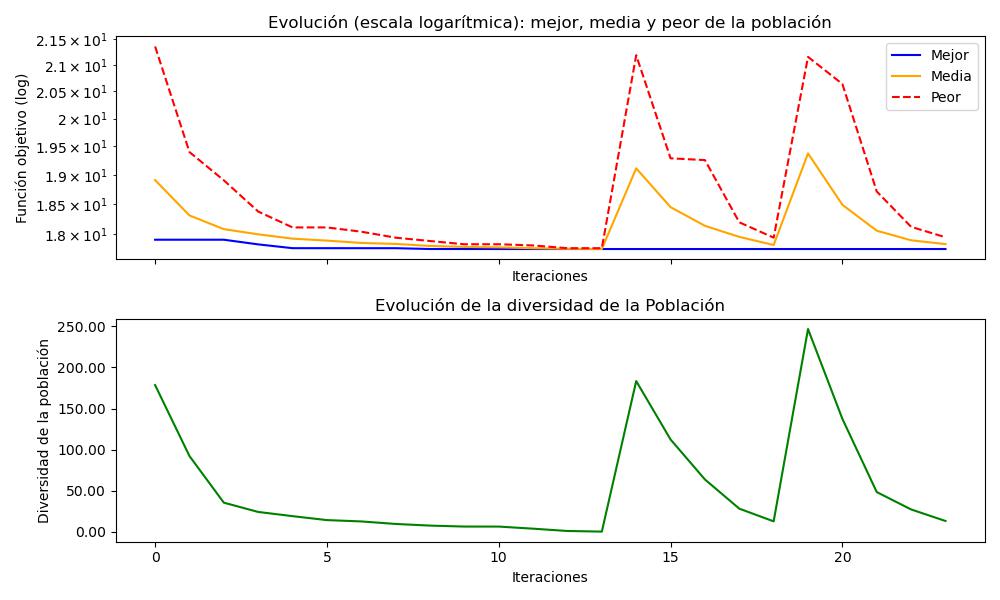 Evolución (escala logarítmica): mejor, media y peor de la población
Función objetivo (log)
2.15 × 10¹
2.1 × 10¹
2.05 × 10¹
2 × 10¹
1.95 × 10¹
1.9 × 10¹
1.85 × 10¹
1.8 × 10¹
Mejor
Media
Peor
Iteraciones
Evolución de la diversidad de la Población
Diversidad de la población
250.00
200.00
150.00
100.00
50.00
0.00
0 5 10 15 20
Iteraciones